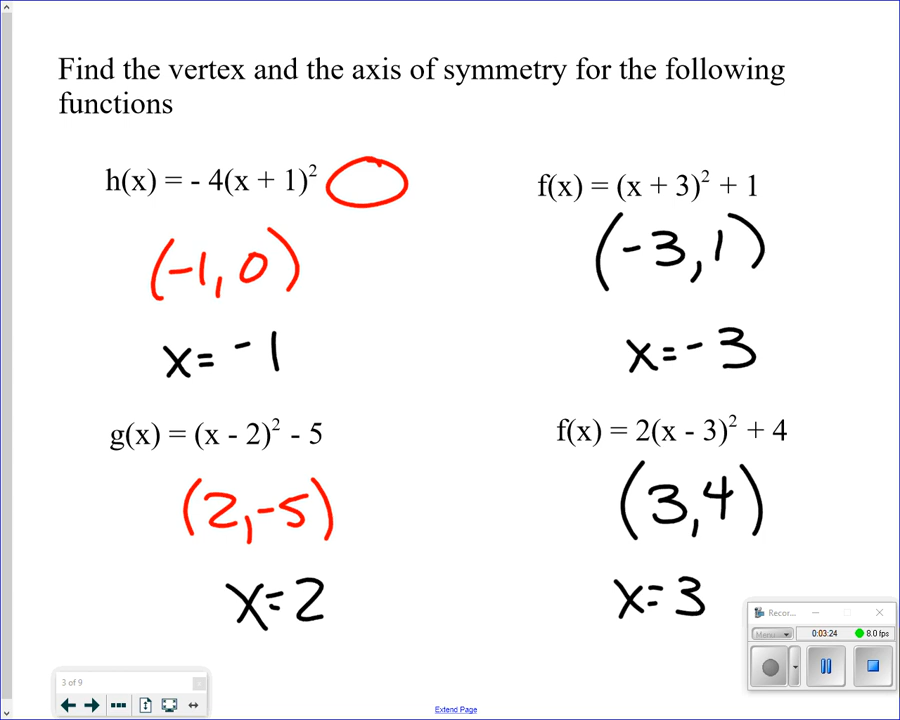 Find the vertex and the axis of symmetry for the following
functions
h(x) = - 4(x + 1)²
(-1, 0)
x = -1
f(x) = (x + 3)² + 1
(-3, 1)
x = -3
g(x) = (x - 2)² - 5
(2, -5)
x = 2
f(x) = 2(x - 3)² + 4
(3, 4)
x = 3
Recor...
Menu
0:03:24
8.0 fps
3 of 9
Extend Page